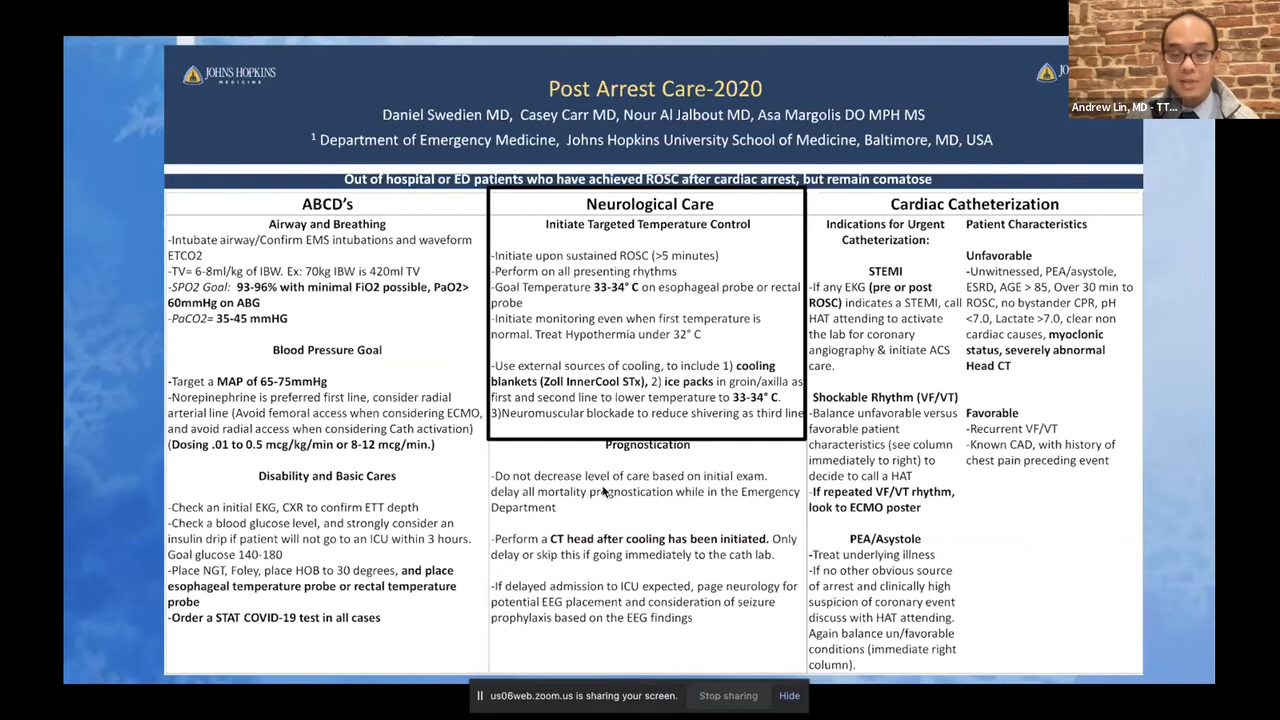 JOHNS HOPKINS
MEDICINE
Post Arrest Care-2020
Daniel Swedien MD, Casey Carr MD, Nour Al Jalbout MD, Asa Margolis DO MPH MS
1 Department of Emergency Medicine, Johns Hopkins University School of Medicine, Baltimore, MD, USA
JO
Andrew Lin, MD - TT...
Out of hospital or ED patients who have achieved ROSC after cardiac arrest, but remain comatose
ABCD's
Airway and Breathing
-Intubate airway/Confirm EMS intubations and waveform
ETCO2
-TV= 6-8ml/kg of IBW. Ex: 70kg IBW is 420ml TV
-SPO2 Goal: 93-96% with minimal FiO2 possible, PaO2>
60mmHg on ABG
-PaCO2= 35-45 mmHG
Blood Pressure Goal
-Target a MAP of 65-75mmHg
-Norepinephrine is preferred first line, consider radial
arterial line (Avoid femoral access when considering ECMO,
and avoid radial access when considering Cath activation)
(Dosing .01 to 0.5 mcg/kg/min or 8-12 mcg/min.)
Disability and Basic Cares
-Check an initial EKG, CXR to confirm ETT depth
-Check a blood glucose level, and strongly consider an
insulin drip if patient will not go to an ICU within 3 hours.
Goal glucose 140-180
-Place NGT, Foley, place HOB to 30 degrees, and place
esophageal temperature probe or rectal temperature
probe
-Order a STAT COVID-19 test in all cases
Neurological Care
Initiate Targeted Temperature Control
-Initiate upon sustained ROSC (>5 minutes)
-Perform on all presenting rhythms
-Goal Temperature 33-34° C on esophageal probe or rectal
probe
-Initiate monitoring even when first temperature is
normal. Treat Hypothermia under 32° C
-Use external sources of cooling, to include 1) cooling
blankets (Zoll InnerCool STx), 2) ice packs in groin/axilla as
first and second line to lower temperature to 33-34° C.
3)Neuromuscular blockade to reduce shivering as third line
Prognostication
-Do not decrease level of care based on initial exam.
delay all mortality prognostication while in the Emergency
Department
-Perform a CT head after cooling has been initiated. Only
delay or skip this if going immediately to the cath lab.
-If delayed admission to ICU expected, page neurology for
potential EEG placement and consideration of seizure
prophylaxis based on the EEG findings
Cardiac Catheterization
Indications for Urgent
Catheterization:
STEMI
-If any EKG (pre or post
ROSC) indicates a STEMI, call
HAT attending to activate
the lab for coronary
angiography & initiate ACS
care.
Shockable Rhythm (VF/VT)
-Balance unfavorable versus
favorable patient
characteristics (see column
immediately to right) to
decide to call a HAT
-If repeated VF/VT rhythm,
look to ECMO poster
PEA/Asystole
-Treat underlying illness
-If no other obvious source
of arrest and clinically high
suspicion of coronary event
discuss with HAT attending.
Again balance un/favorable
conditions (immediate right
column).
Patient Characteristics
Unfavorable
-Unwitnessed, PEA/asystole,
ESRD, AGE > 85, Over 30 min to
ROSC, no bystander CPR, pH
<7.0, Lactate >7.0, clear non
cardiac causes, myoclonic
status, severely abnormal
Head CT
Favorable
-Recurrent VF/VT
-Known CAD, with history of
chest pain preceding event
us06web.zoom.us is sharing your screen.
Stop sharing
Hide